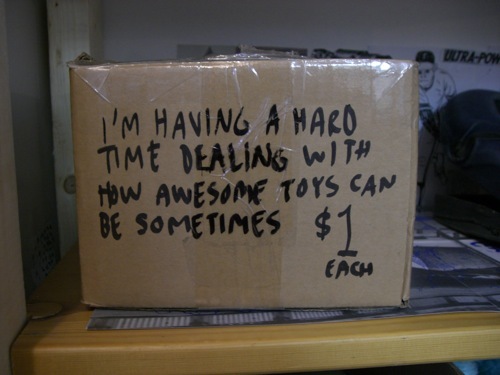 I'M HAVING A HARD
TIME DEALING WITH
HOW AWESOME TOYS CAN
BE SOMETIMES $1
EACH
ULTRA-POW